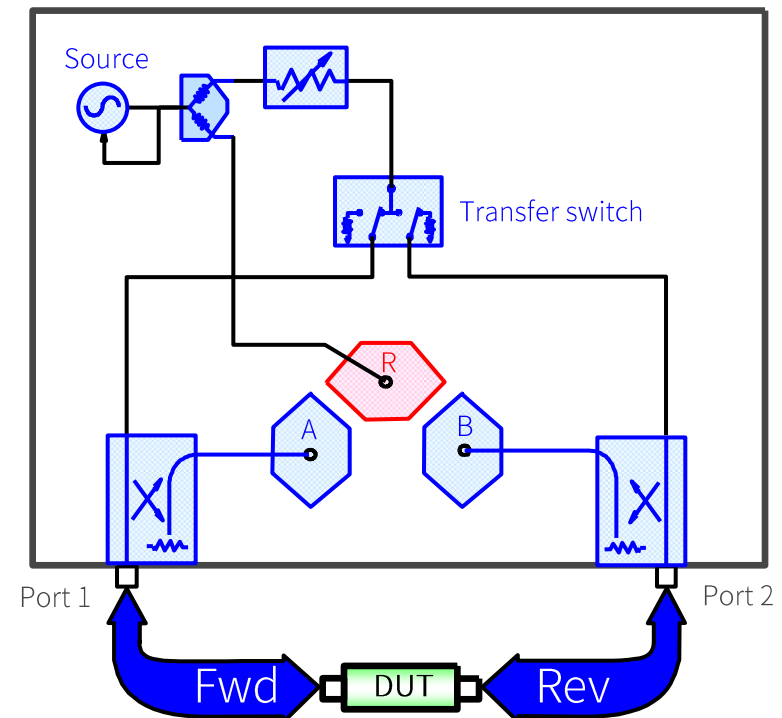 Source
Transfer switch
R
A
B
Port 1
Port 2
Fwd
DUT
Rev